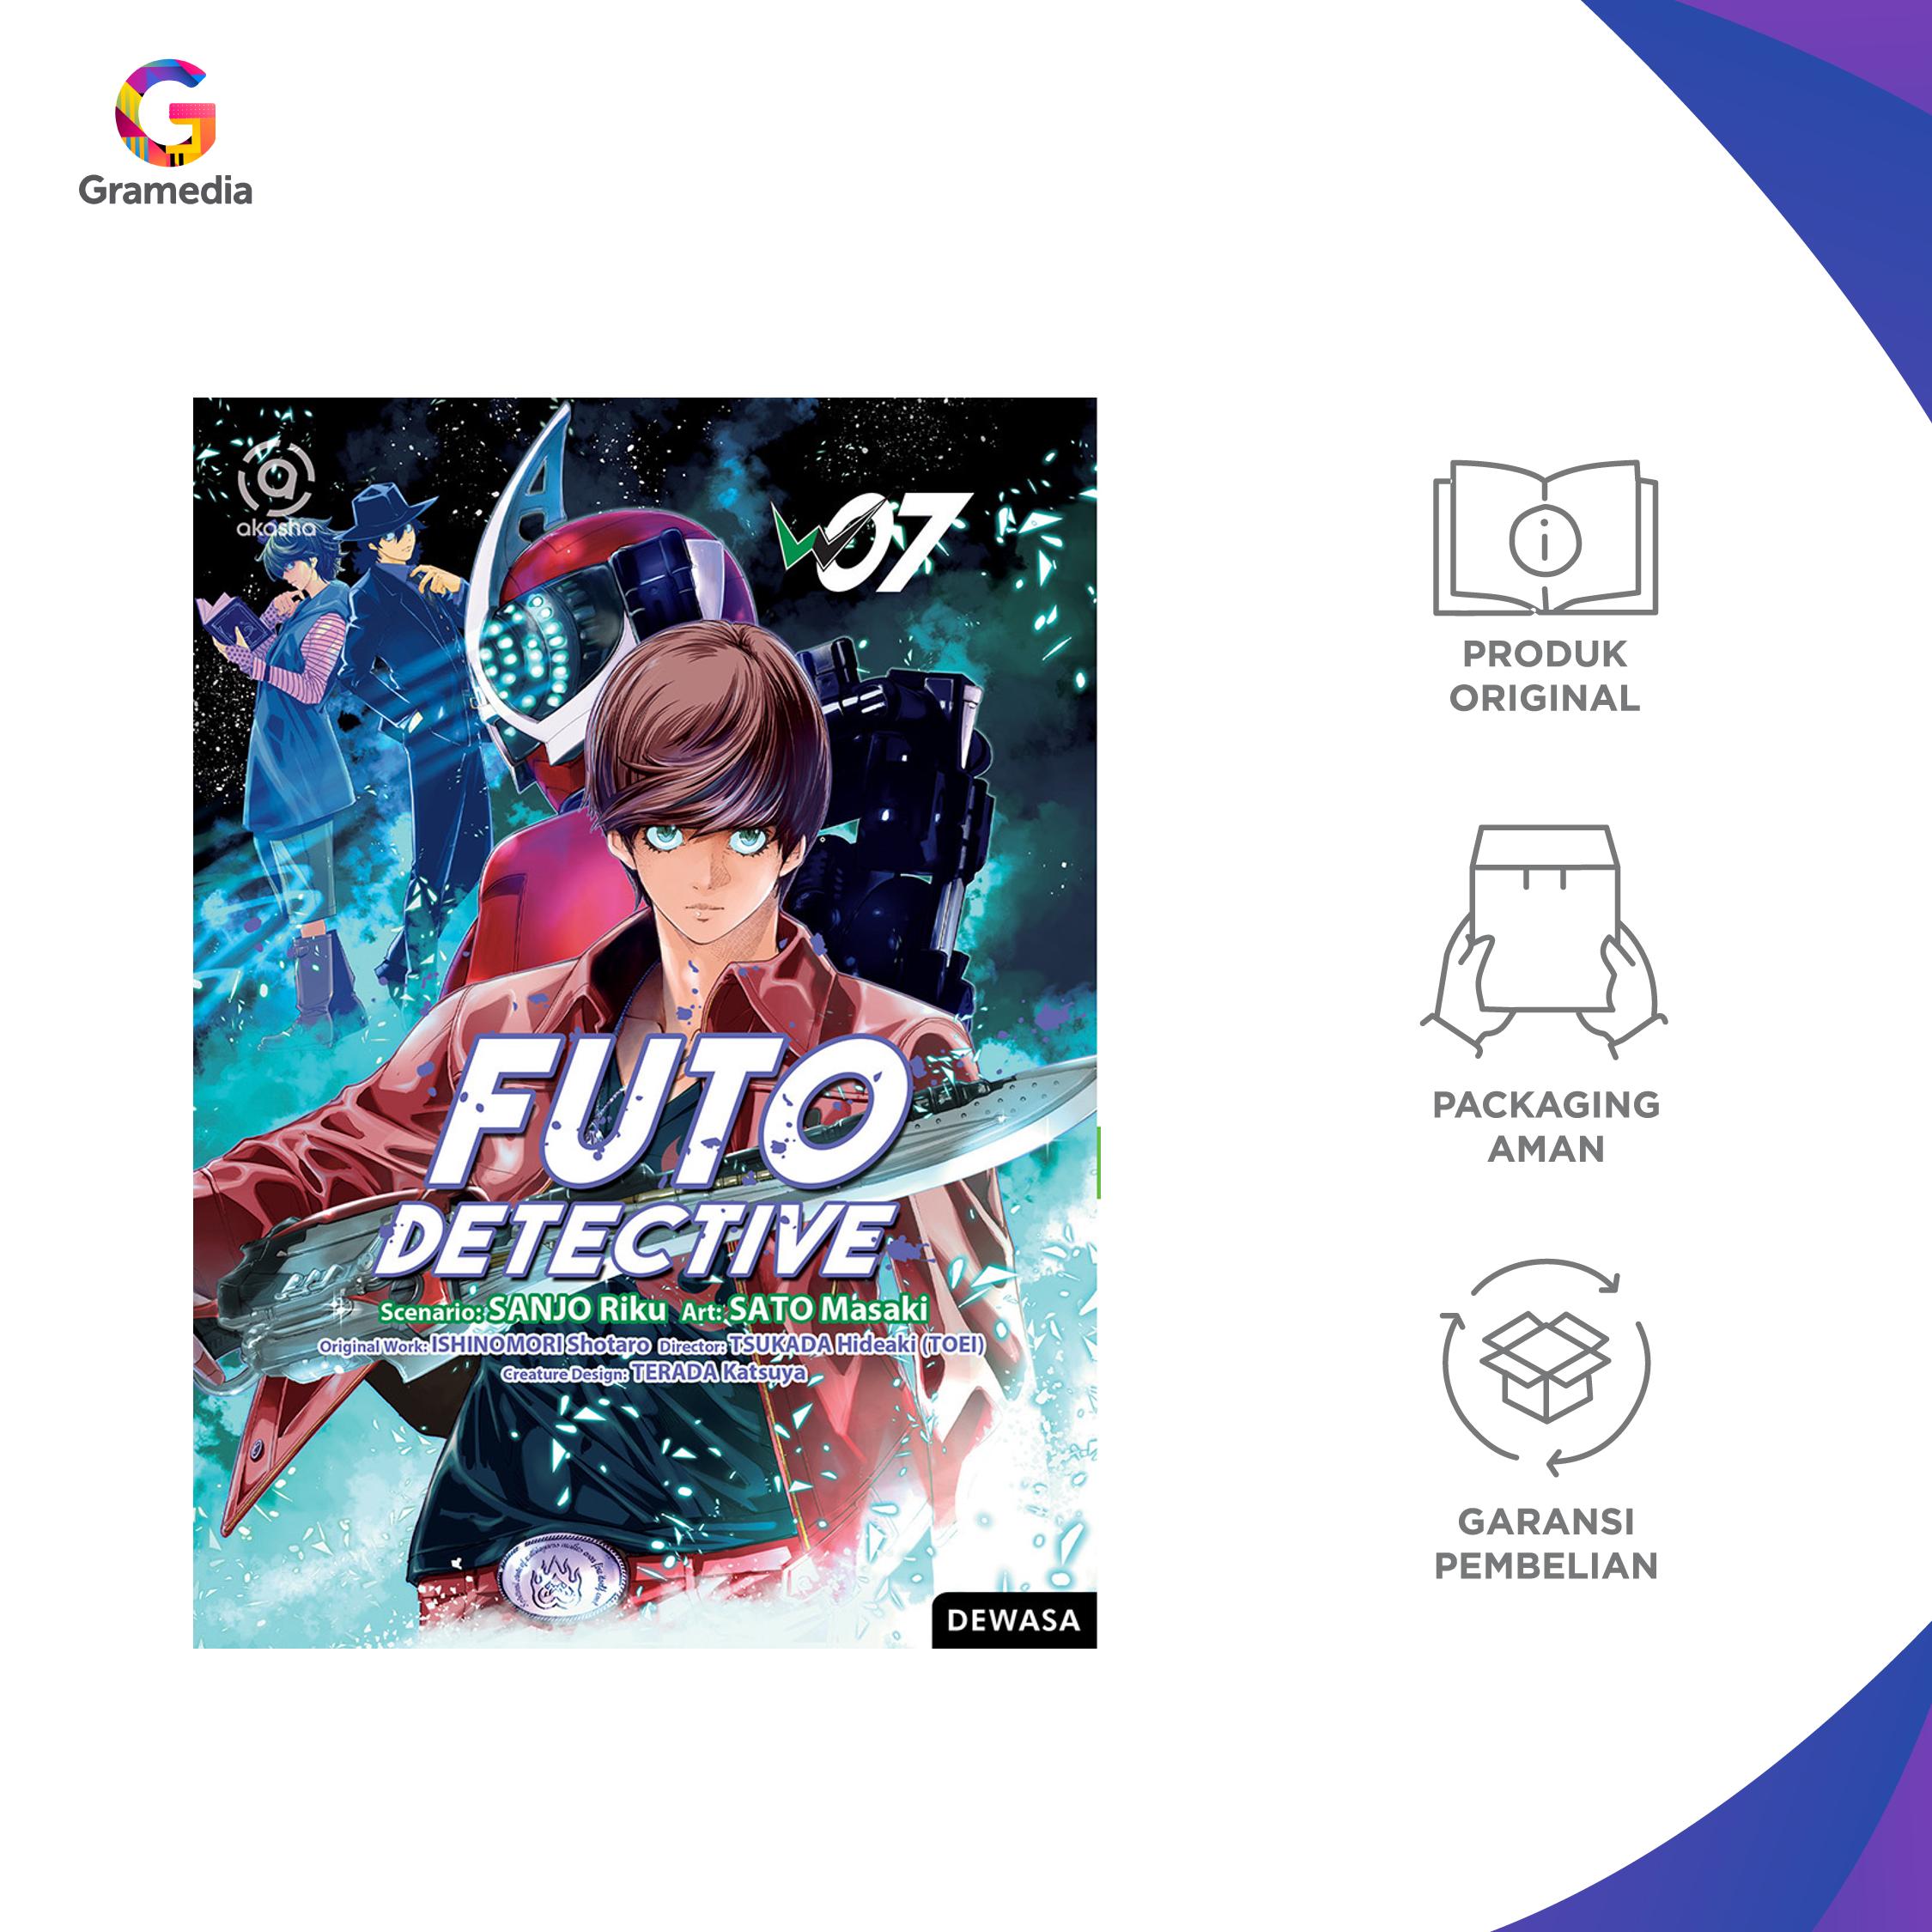 Gramedia
akasha
W07
FUTO
DETECTIVE
Scenario: SANJO Riku Art: SATO Masaki
Original Work: ISHINOMORI Shotaro Director: TSUKADA Hideaki (TOEI)
Creature Design: TERADA Katsuya
DEWASA
PRODUK
ORIGINAL
PACKAGING
AMAN
GARANSI
PEMBELIAN